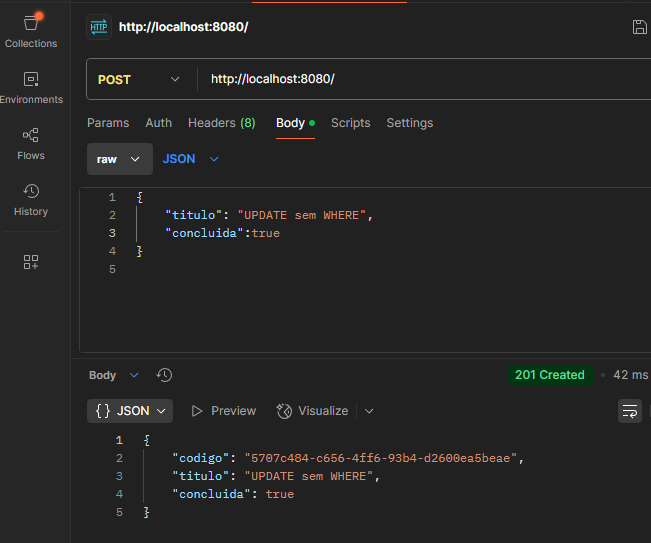 Collections
Environments
Flows
History
HTTP http://localhost:8080/
POST http://localhost:8080/
Params Auth Headers (8) Body Scripts Settings
raw JSON
1 {
2 "titulo": "UPDATE sem WHERE",
3 "concluida":true
4 }
5
Body 201 Created • 42 ms
{} JSON Preview Visualize
1 {
2 "codigo": "5707c484-c656-4ff6-93b4-d2600ea5beae",
3 "titulo": "UPDATE sem WHERE",
4 "concluida": true
5 }